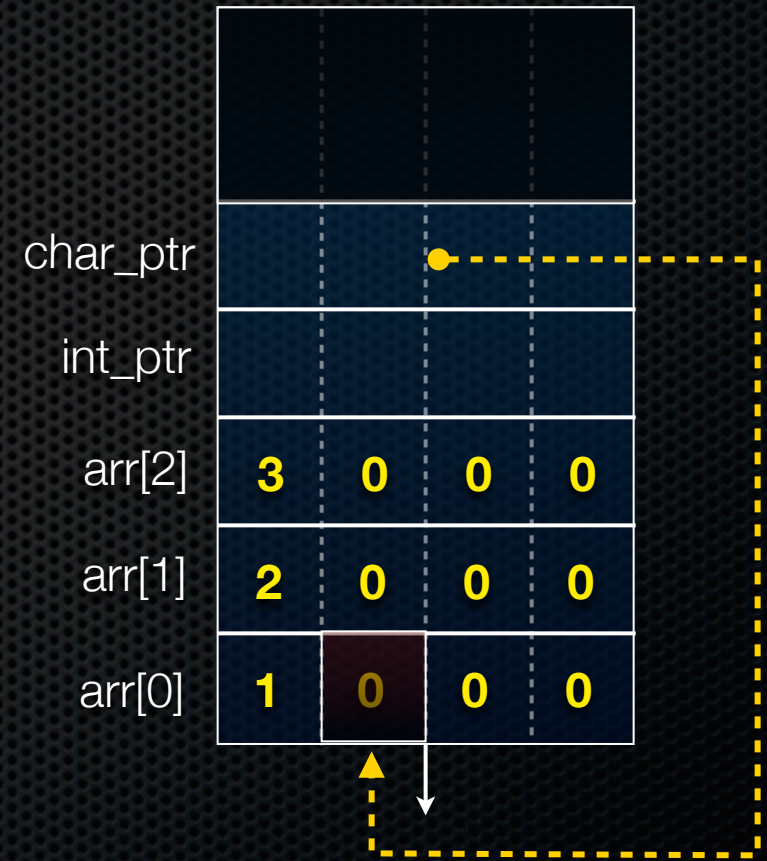 char_ptr
int_ptr
arr[2] 3 0 0 0
arr[1] 2 0 0 0
arr[0] 1 0 0 0